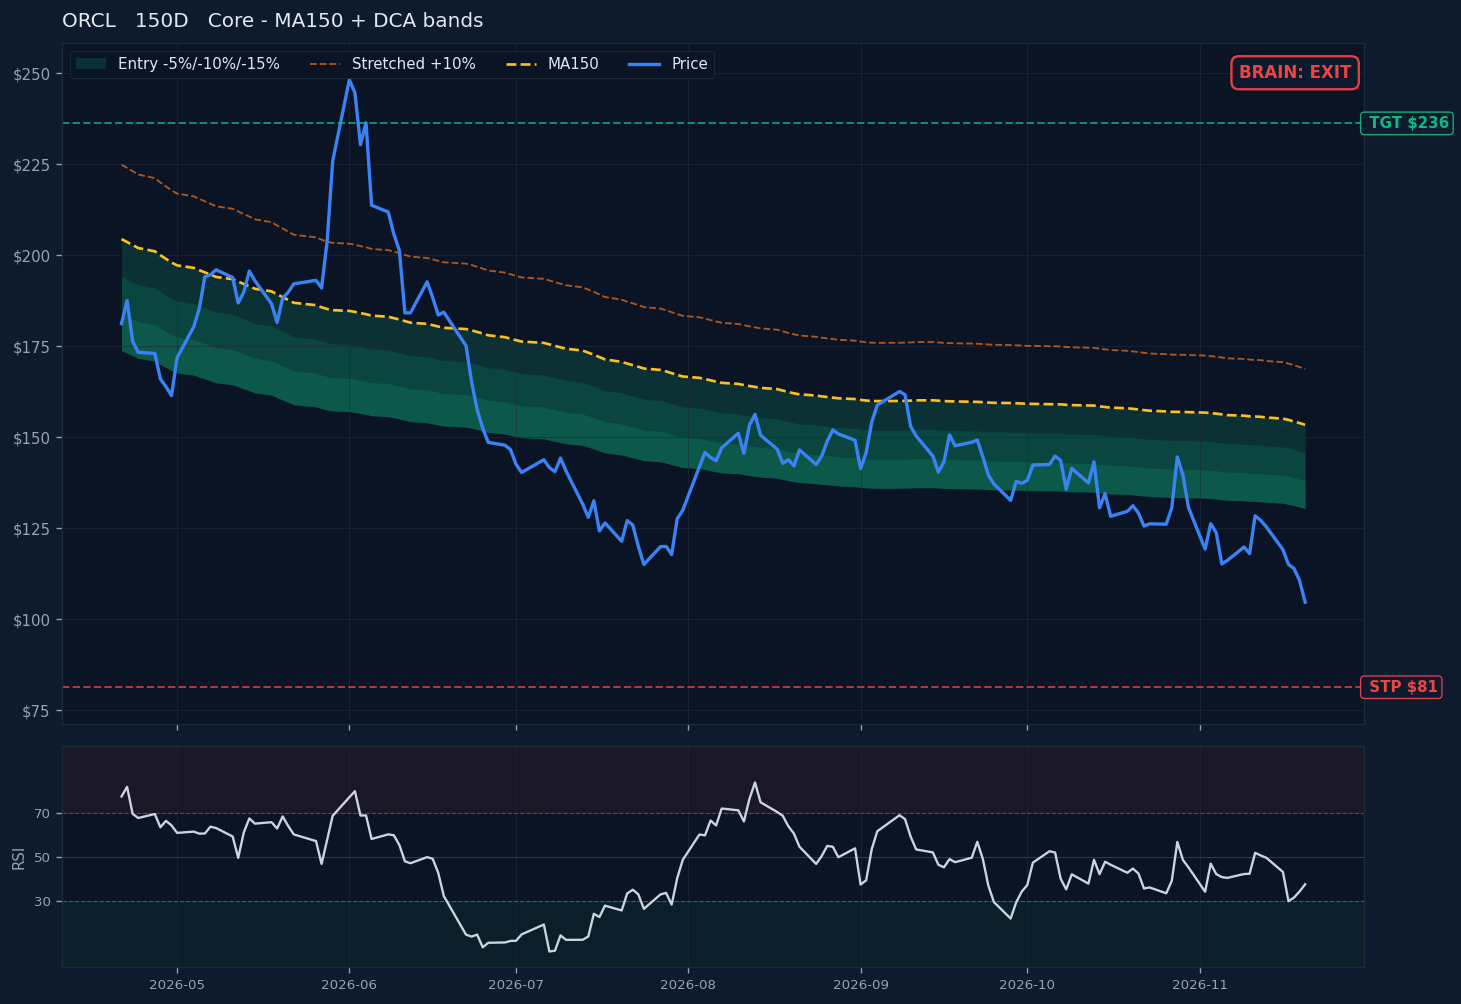 ORCL   150D   Core - MA150 + DCA bands
Entry -5%/-10%/-15%   Stretched +10%   MA150   Price
BRAIN: EXIT
$250
TGT $236
$225
$200
$175
$150
$125
$100
STP $81
$75
70
50
30
RSI
2026-05   2026-06   2026-07   2026-08   2026-09   2026-10   2026-11